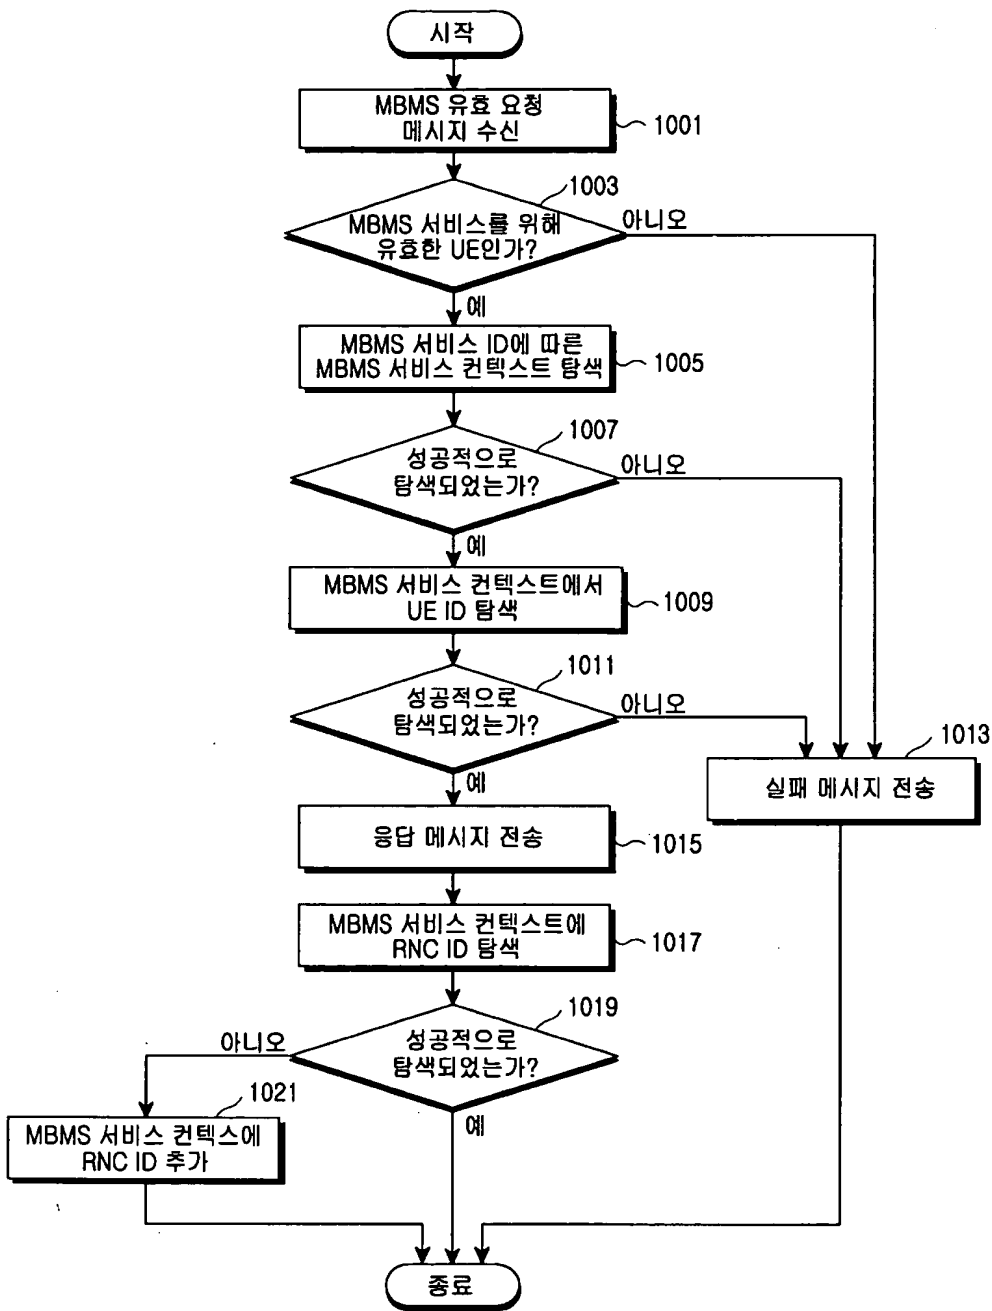 시작
MBMS 유효 요청
메시지 수신
1001
1003
MBMS 서비스를 위해
유효한 UE인가?
아니오
예
MBMS 서비스 ID에 따른
MBMS 서비스 컨텍스트 탐색
1005
1007
성공적으로
탐색되었는가?
아니오
예
MBMS 서비스 컨텍스트에서
UE ID 탐색
1009
1011
성공적으로
탐색되었는가?
아니오
예
1013
실패 메시지 전송
응답 메시지 전송
1015
MBMS 서비스 컨텍스트에
RNC ID 탐색
1017
1019
성공적으로
탐색되었는가?
아니오
예
1021
MBMS 서비스 컨텍스에
RNC ID 추가
종료